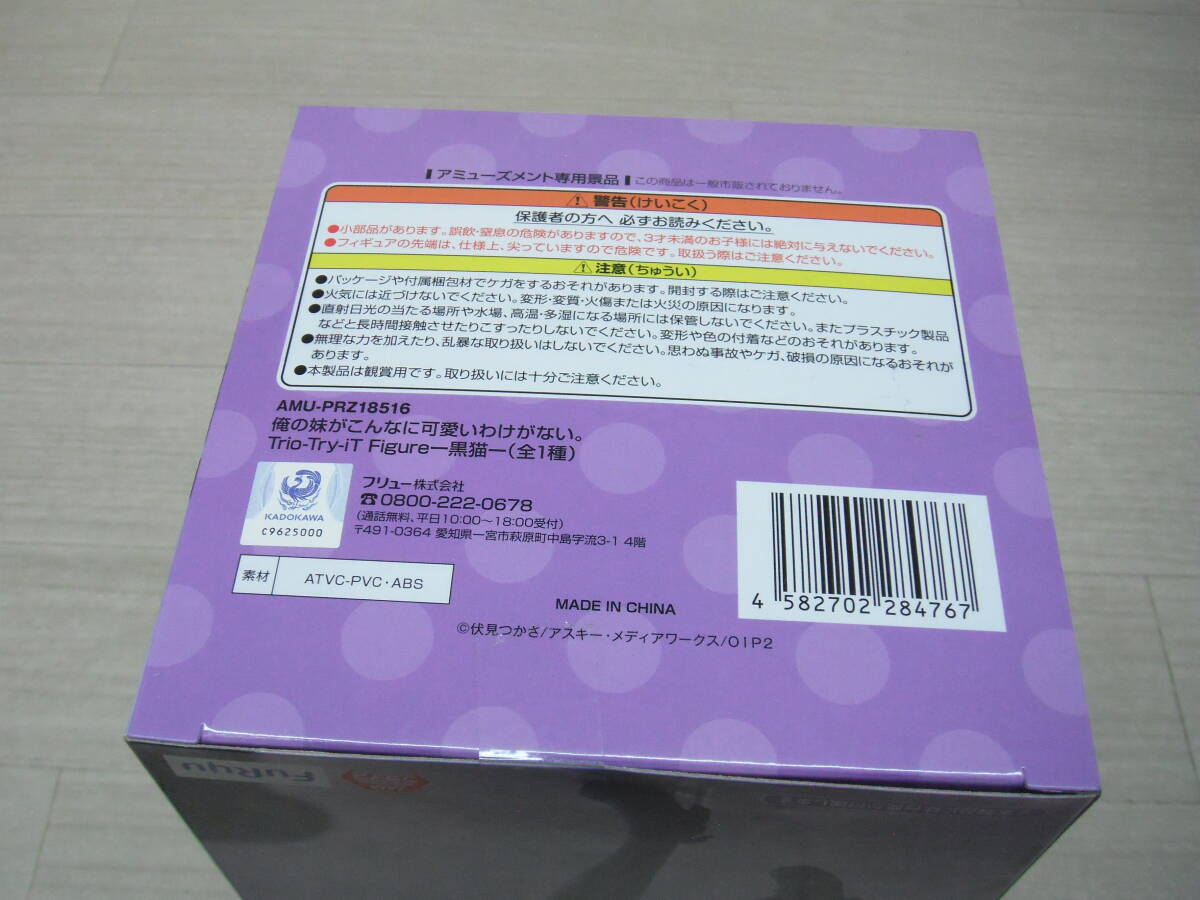 アミューズメント専用景品 この商品は一般市販されておりません。
警告(けいこく)
保護者の方へ 必ずお読みください。
●小部品があります。誤飲・窒息の危険がありますので、3才未満のお子様には絶対に与えないでください。
●フィギュアの先端は、仕様上、尖っていますので危険です。取扱う際はご注意ください。
注意(ちゅうい)
●パッケージや付属梱包材でケガをするおそれがあります。開封する際はご注意ください。
●火気には近づけないでください。変形・変質・火傷または火災の原因になります。
●直射日光の当たる場所や水場、高温・多湿になる場所には保管しないでください。またプラスチック製品
などと長時間接触させたりこすったりしないでください。変形や色の付着などのおそれがあります。
●無理な力を加えたり、乱暴な取り扱いはしないでください。思わぬ事故やケガ、破損の原因になるおそれが
あります。
●本製品は観賞用です。取り扱いには十分ご注意ください。
AMU-PRZ18516
俺の妹がこんなに可愛いわけがない。
Trio-Try-iT Figureー黒猫ー(全1種)
KADOKAWA
C9625000
フリュー株式会社
☎0800-222-0678
(通話無料、平日10:00~18:00受付)
〒491-0364 愛知県一宮市萩原町中島字流3-1 4階
素材 ATVC-PVC・ABS
MADE IN CHINA
4 582702 284767
©伏見つかさ/アスキー・メディアワークス/OIP2
FuRyu